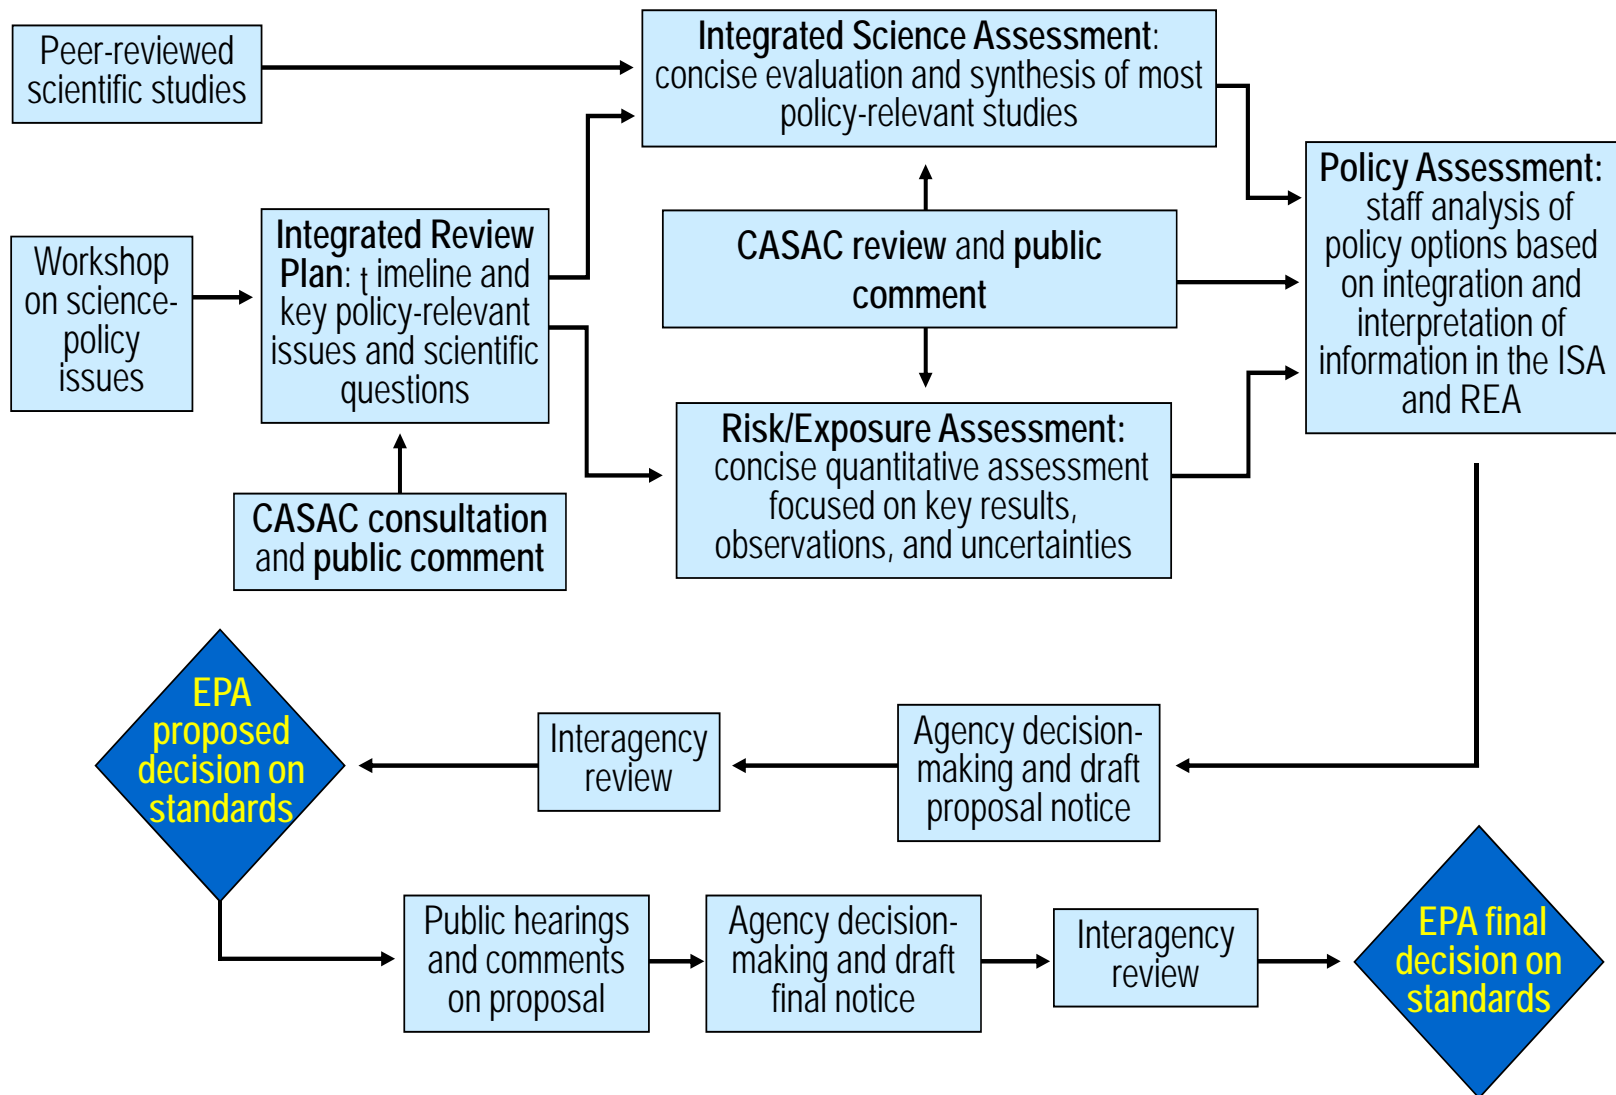 Peer-reviewed
scientific studies
Integrated Science Assessment:
concise evaluation and synthesis of most
policy-relevant studies
Workshop
on science-
policy
issues
Integrated Review
Plan: t imeline and
key policy-relevant
issues and scientific
questions
CASAC review and public
comment
Policy Assessment:
staff analysis of
policy options based
on integration and
interpretation of
information in the ISA
and REA
CASAC consultation
and public comment
Risk/Exposure Assessment:
concise quantitative assessment
focused on key results,
observations, and uncertainties
Agency decision-
making and draft
proposal notice
Interagency
review
EPA
proposed
decision on
standards
Public hearings
and comments
on proposal
Agency decision-
making and draft
final notice
Interagency
review
EPA final
decision on
standards